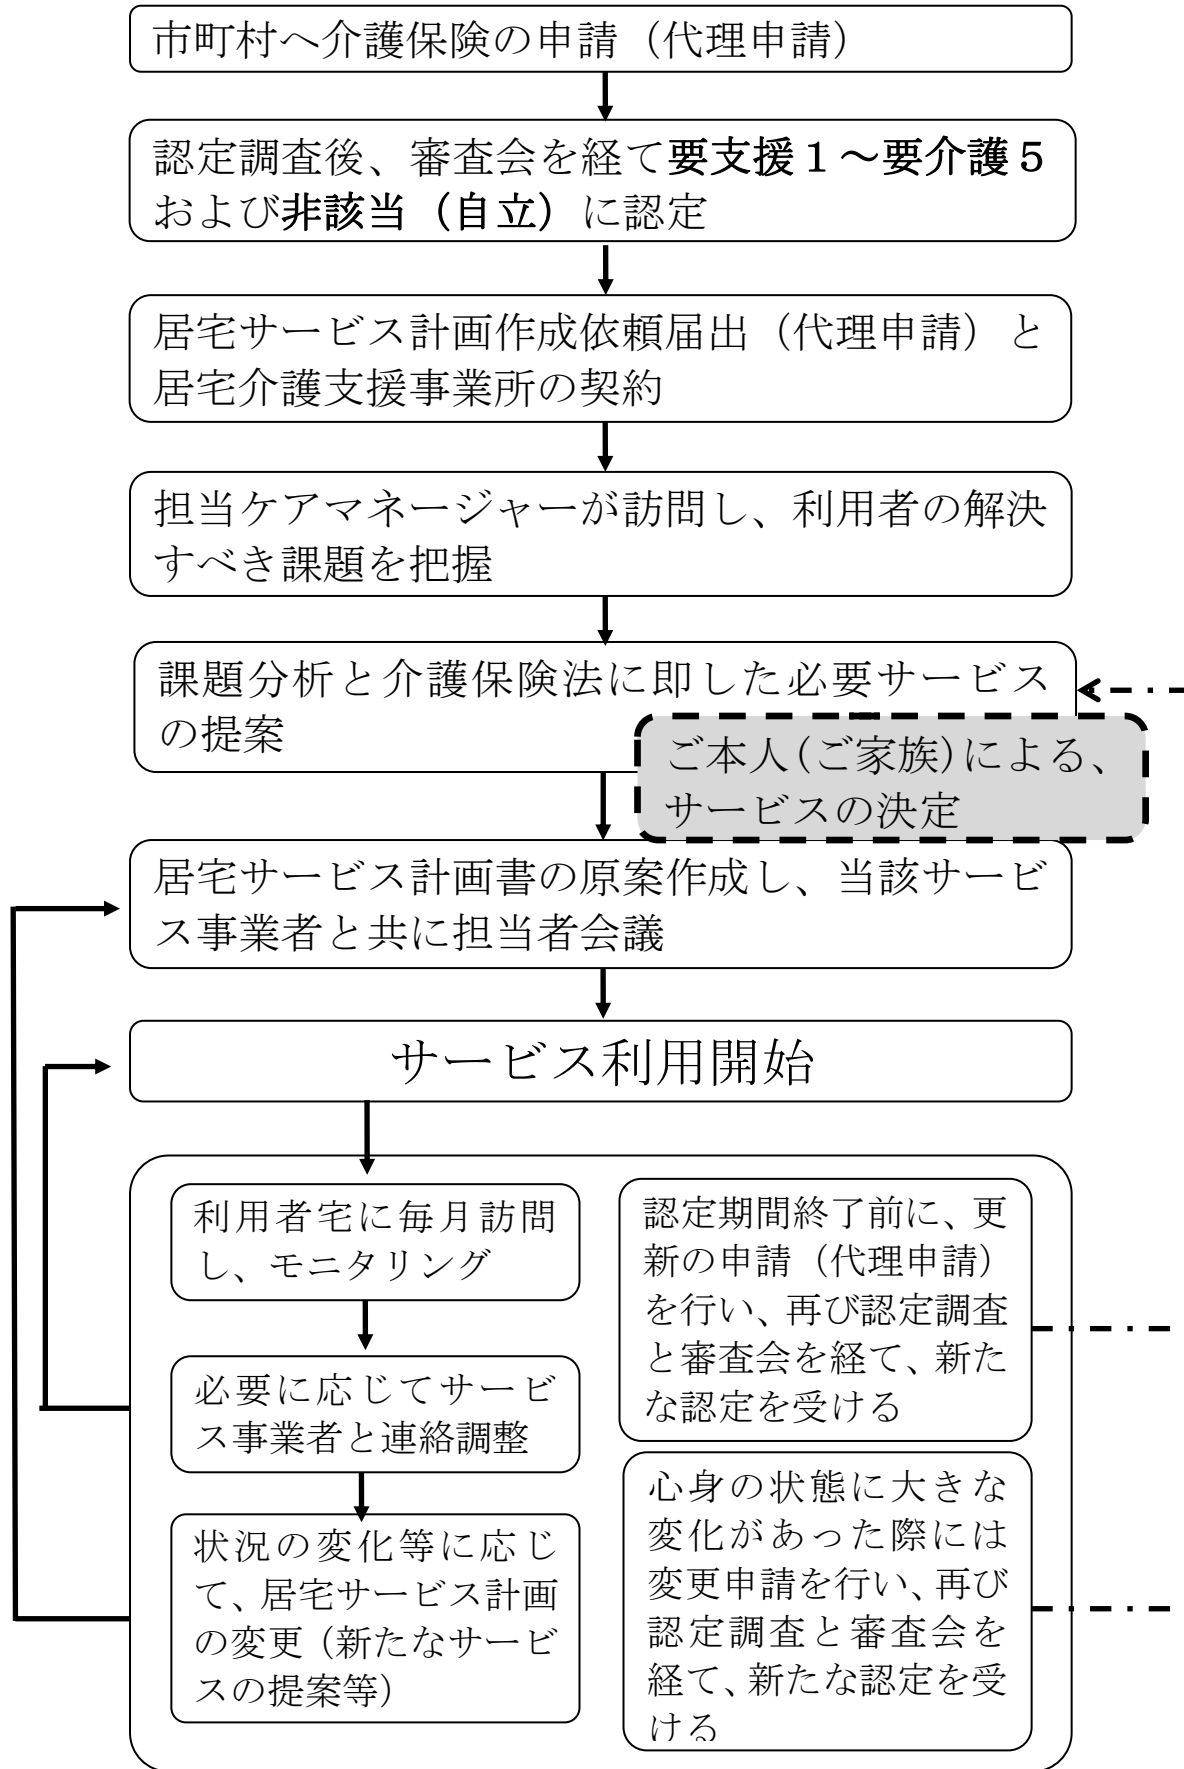 市町村へ介護保険の申請（代理申請）
認定調査後、審査会を経て要支援１～要介護５
および非該当（自立）に認定
居宅サービス計画作成依頼届出（代理申請）と
居宅介護支援事業所の契約
担当ケアマネージャーが訪問し、利用者の解決
すべき課題を把握
課題分析と介護保険法に即した必要サービス
の提案
ご本人(ご家族)による、
サービスの決定
居宅サービス計画書の原案作成し、当該サービ
ス事業者と共に担当者会議
サービス利用開始
利用者宅に毎月訪問
し、モニタリング
必要に応じてサービ
ス事業者と連絡調整
状況の変化等に応じ
て、居宅サービス計画
の変更（新たなサービ
スの提案等）
認定期間終了前に、更
新の申請（代理申請）
を行い、再び認定調査
と審査会を経て、新た
な認定を受ける
心身の状態に大きな
変化があった際には
変更申請を行い、再び
認定調査と審査会を
経て、新たな認定を受
ける